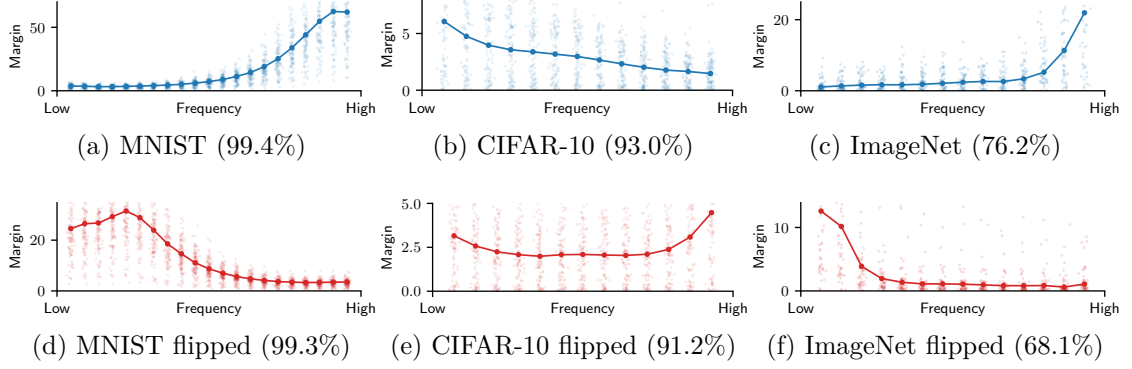 Margin
50
0
Low
Frequency
High
(a) MNIST (99.4%)
Margin
5
0
Low
Frequency
High
(b) CIFAR-10 (93.0%)
Margin
20
0
Low
Frequency
High
(c) ImageNet (76.2%)
Margin
20
0
Low
Frequency
High
(d) MNIST flipped (99.3%)
Margin
5.0
2.5
0.0
Low
Frequency
High
(e) CIFAR-10 flipped (91.2%)
Margin
10
0
Low
Frequency
High
(f) ImageNet flipped (68.1%)